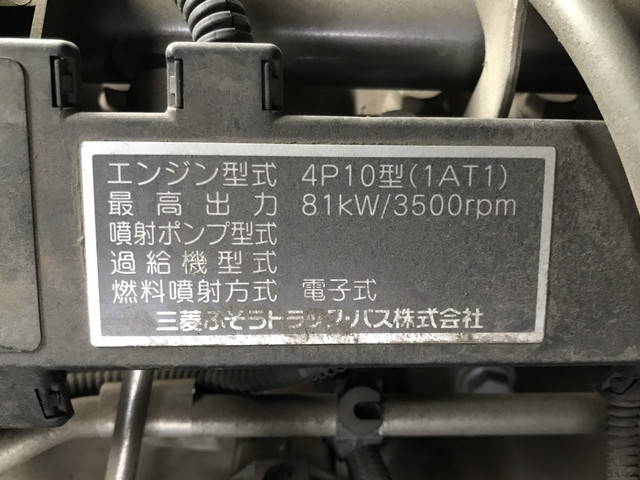 エンジン型式 4P10型(1AT1)
最高出力 81kW/3500rpm
噴射ポンプ型式
過給機型式
燃料噴射方式 電子式
三菱ふそうトラック・バス株式会社